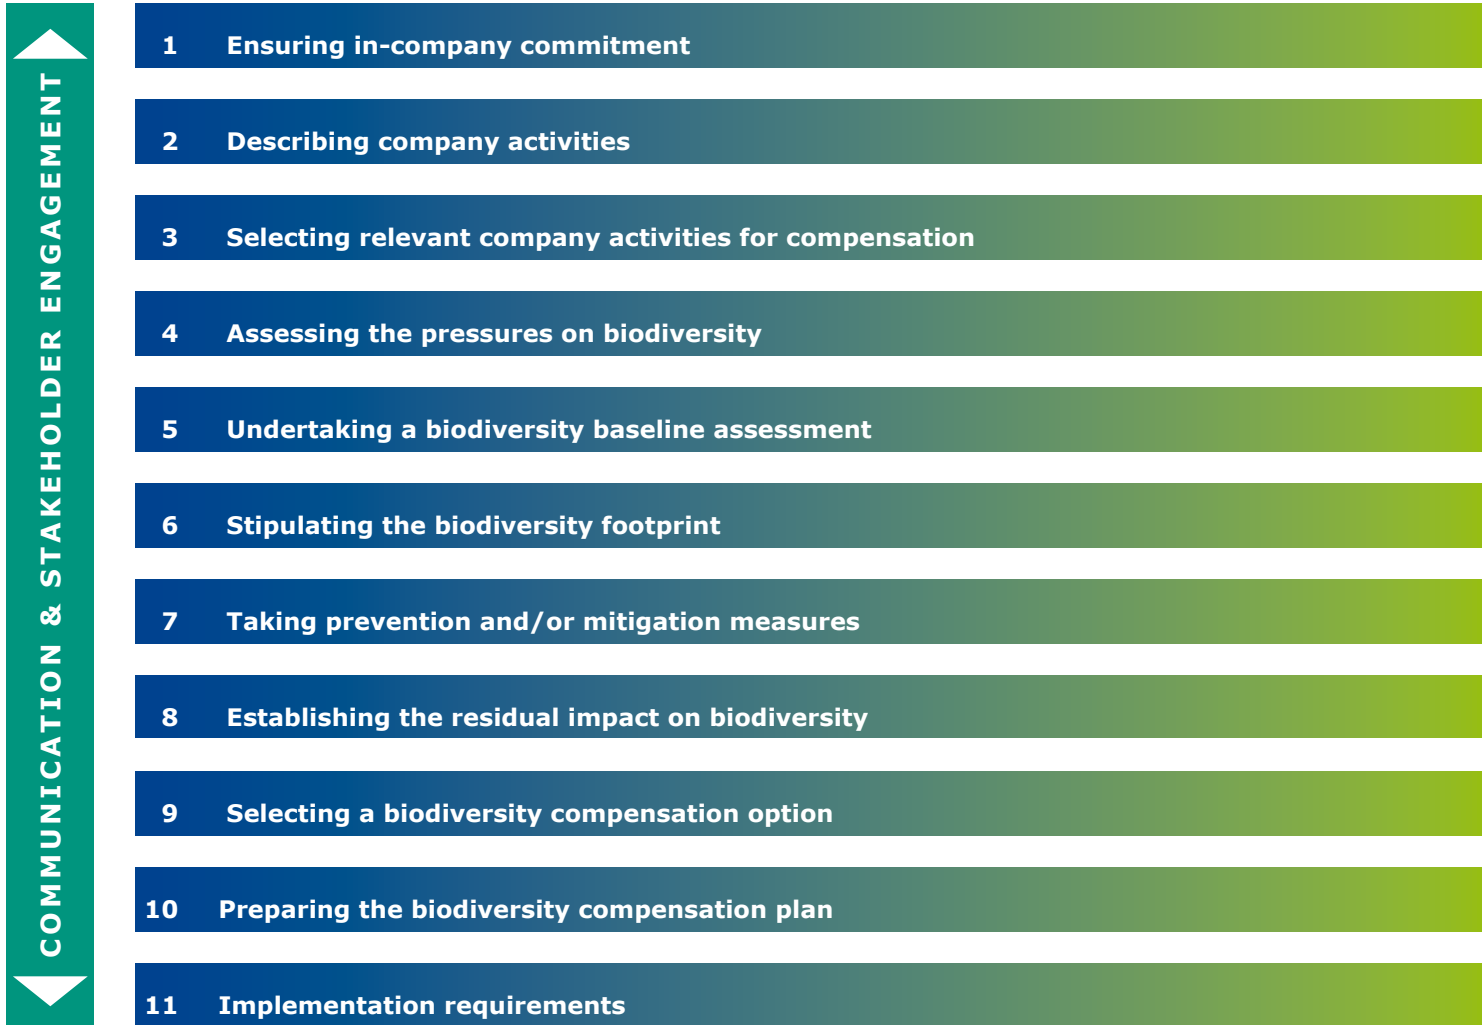 COMMUNICATION & STAKEHOLDER ENGAGEMENT
1 Ensuring in-company commitment
2 Describing company activities
3 Selecting relevant company activities for compensation
4 Assessing the pressures on biodiversity
5 Undertaking a biodiversity baseline assessment
6 Stipulating the biodiversity footprint
7 Taking prevention and/or mitigation measures
8 Establishing the residual impact on biodiversity
9 Selecting a biodiversity compensation option
10 Preparing the biodiversity compensation plan
11 Implementation requirements